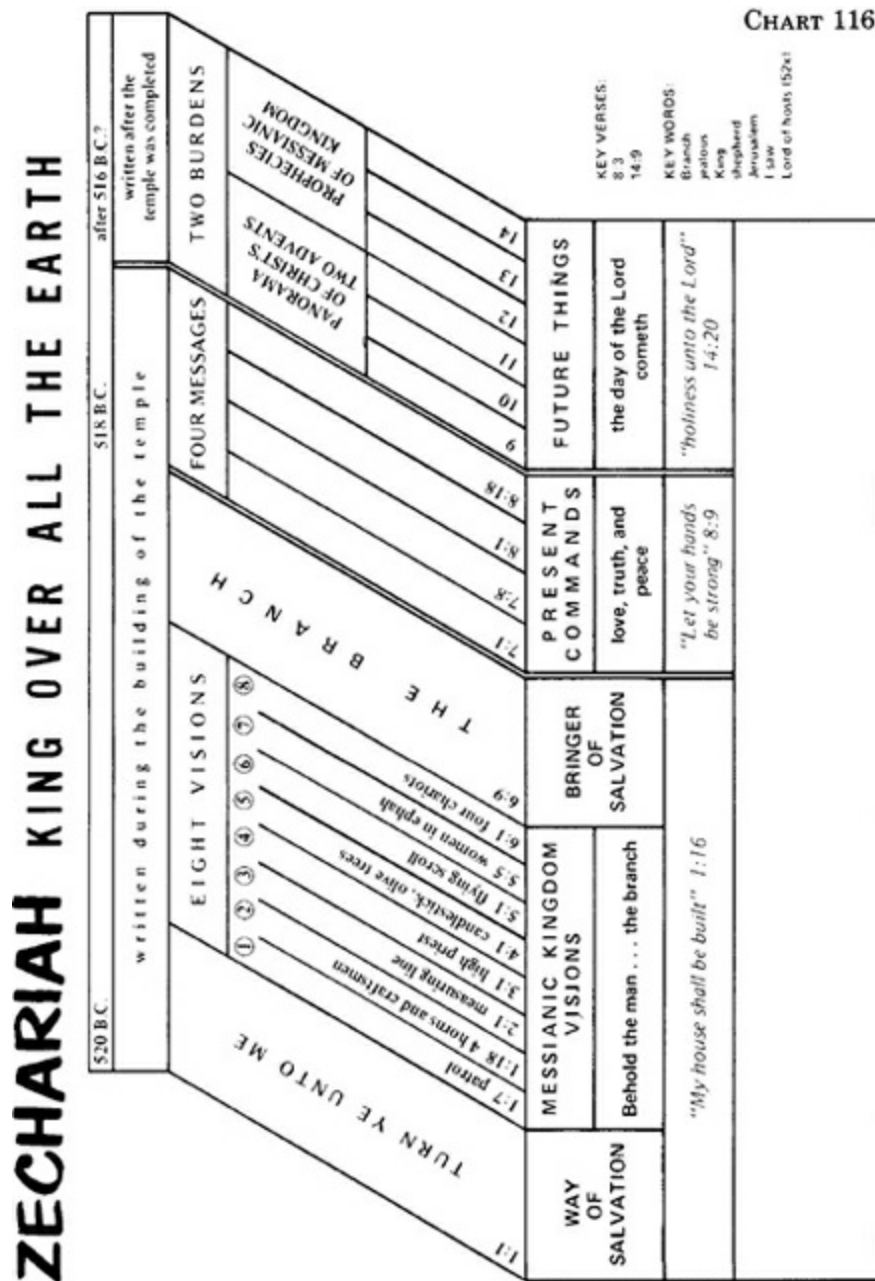 CHART 116
ZECHARIAH KING OVER ALL THE EARTH
520 B.C.
518 B.C.
after 516 B.C.?
written during the building of the temple
written after the
temple was completed
TURN YE UNTO ME
EIGHT VISIONS
THE BRANCH
FOUR MESSAGES
TWO BURDENS
1
2
3
4
5
6
7
8
PANORAMA
OF CHRIST'S
TWO ADVENTS
PROPHECIES
OF MESSIANIC
KINGDOM
1:1
1:7 patrol
1:18 4 horns and craftsmen
2:1 measuring line
3:1 high priest
4:1 candlestick, olive trees
5:1 flying scroll
5:5 women in ephah
6:1 four chariots
6:9
7:1
7:8
8:1
8:18
9
10
11
12
13
14
WAY
OF
SALVATION
MESSIANIC KINGDOM
VISIONS
Behold the man . . . the branch
BRINGER
OF
SALVATION
PRESENT
COMMANDS
love, truth, and
peace
FUTURE THINGS
the day of the Lord
cometh
"My house shall be built" 1:16
"Let your hands
be strong" 8:9
"holiness unto the Lord"
14:20
KEY VERSES:
8:3
14:9
KEY WORDS:
Branch
jealous
King
shepherd
Jerusalem
I saw
Lord of hosts (52x)